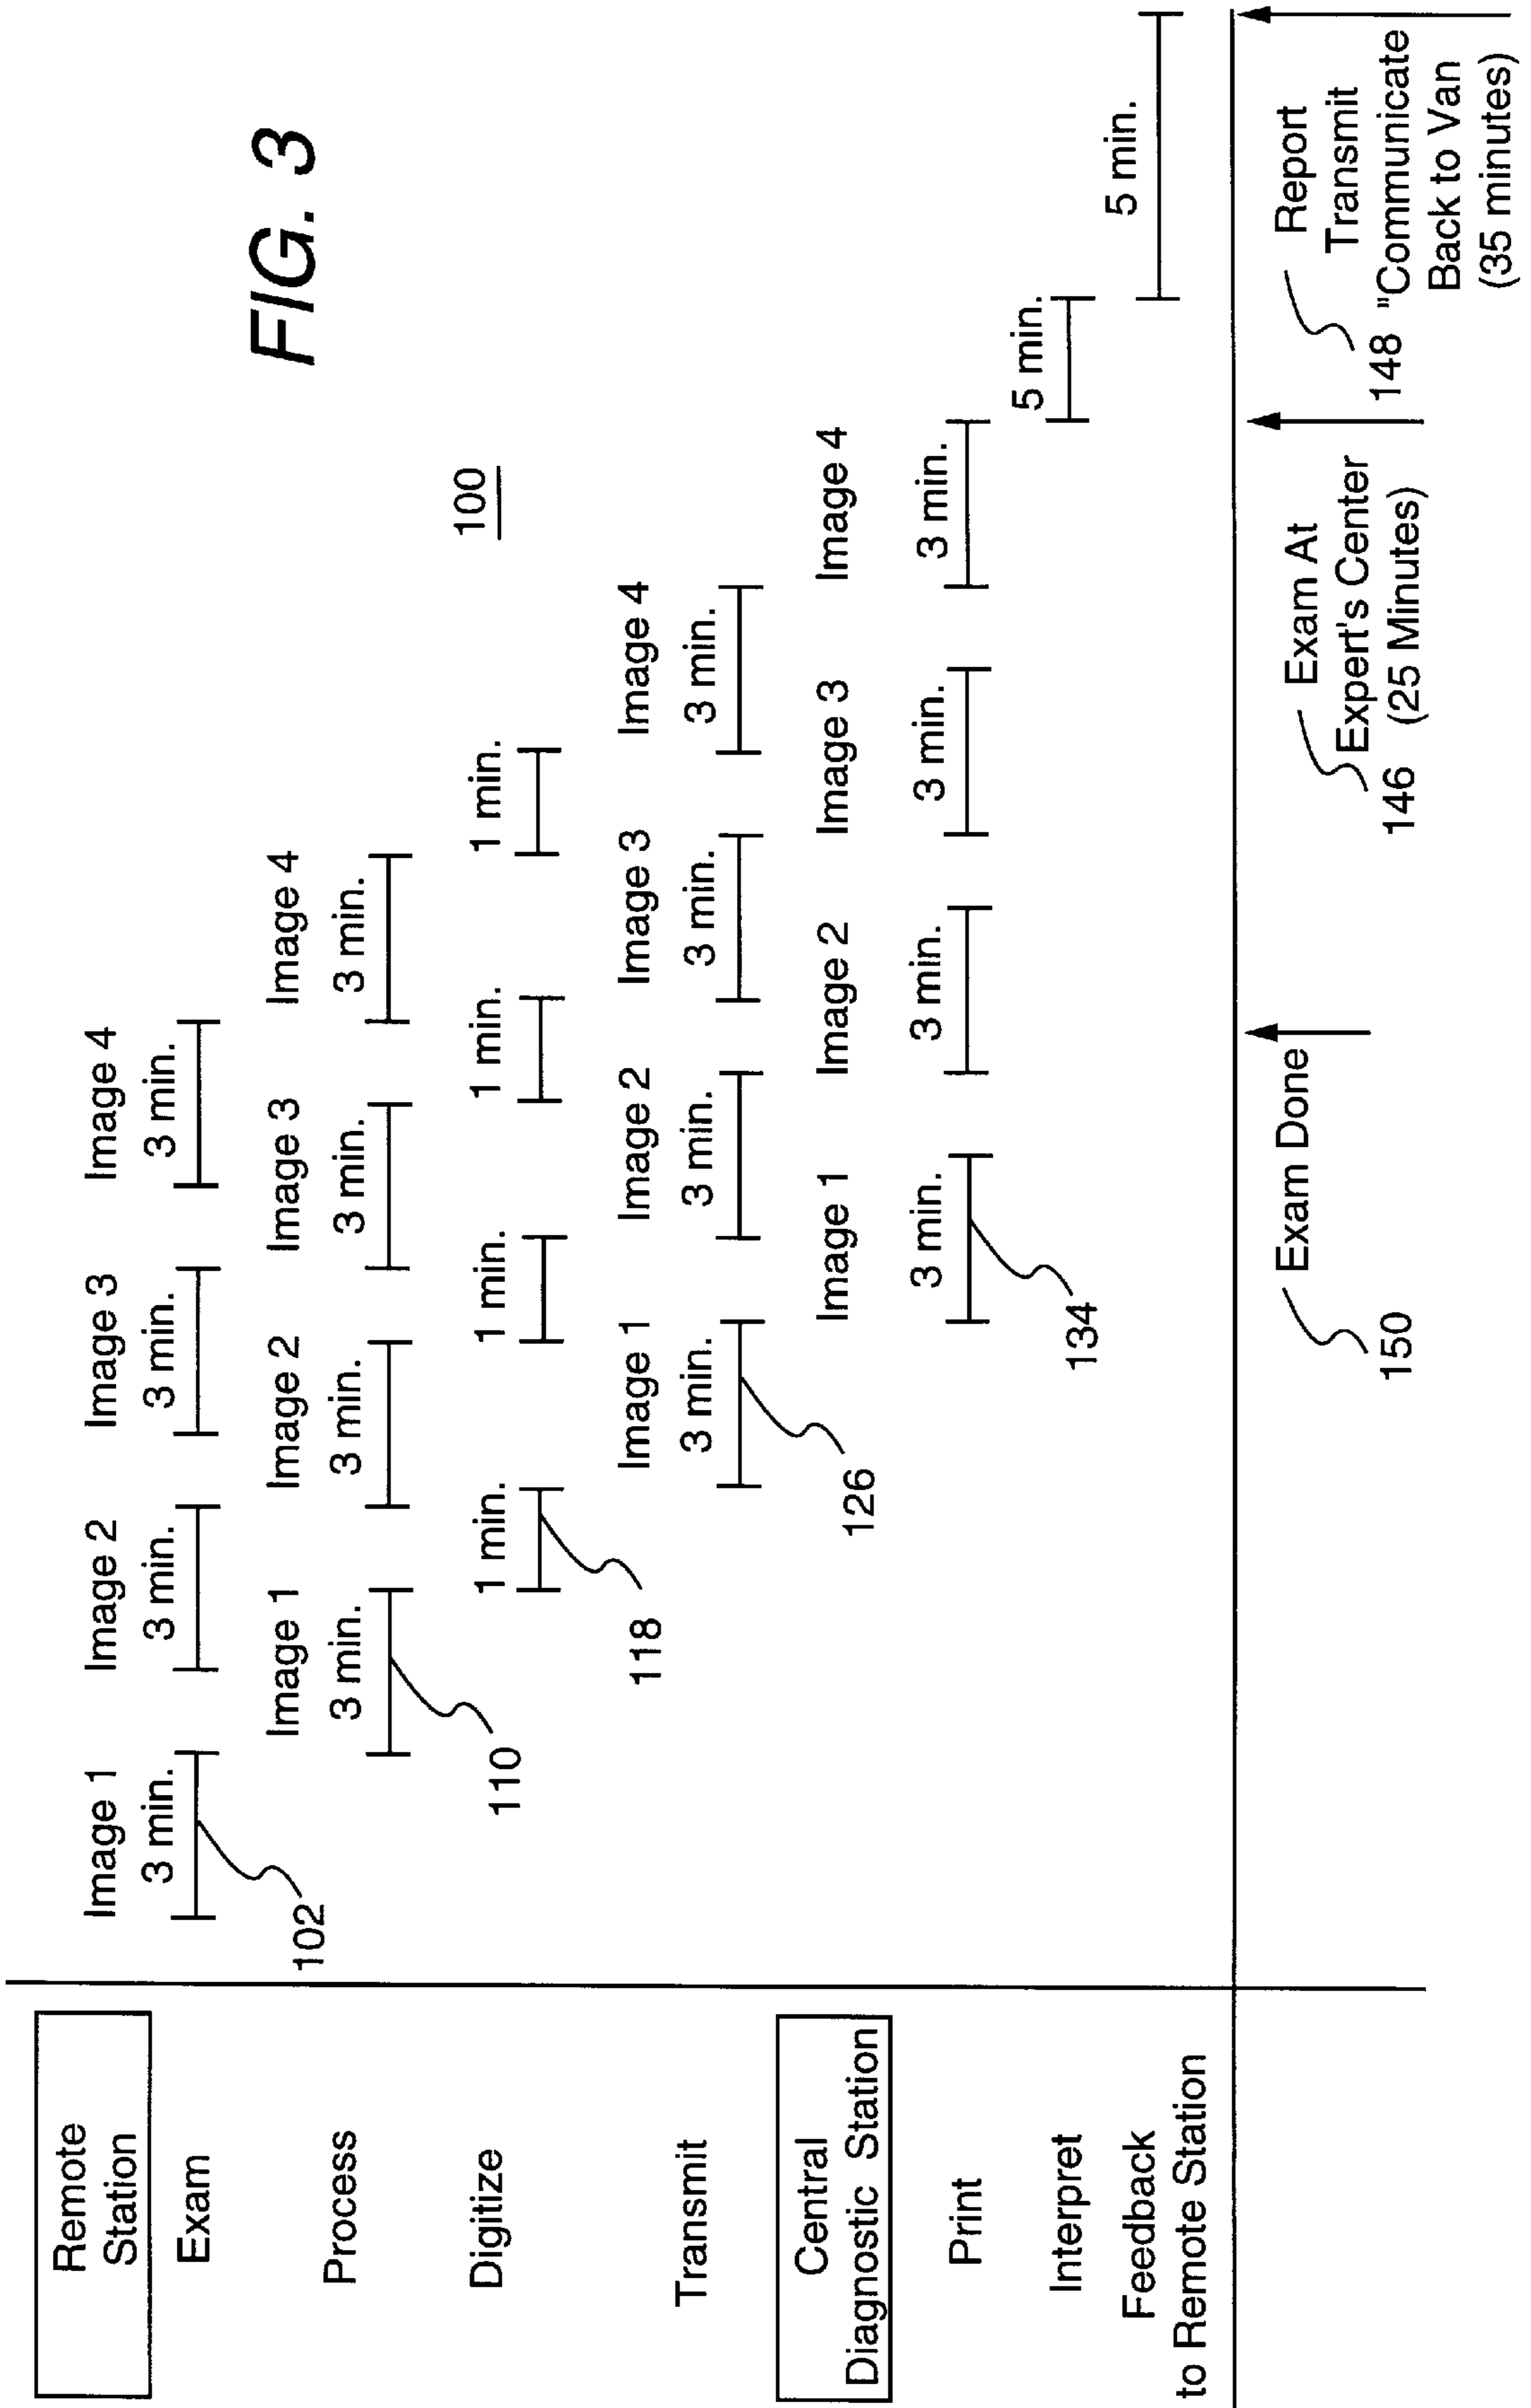 FIG. 3
100
Remote
Station
Exam
Image 1
3 min.
Image 2
3 min.
Image 3
3 min.
Image 4
3 min.
102
Process
Image 1
3 min.
Image 2
3 min.
Image 3
3 min.
Image 4
3 min.
110
Digitize
1 min.
1 min.
1 min.
1 min.
118
Transmit
Image 1
3 min.
Image 2
3 min.
Image 3
3 min.
Image 4
3 min.
126
Central
Diagnostic Station
Print
Image 1
3 min.
Image 2
3 min.
Image 3
3 min.
Image 4
3 min.
134
Interpret
5 min.
Feedback
to Remote Station
5 min.
150
Exam Done
Exam At
Expert's Center
146 (25 Minutes)
Report
Transmit
148 "Communicate
Back to Van
(35 minutes)